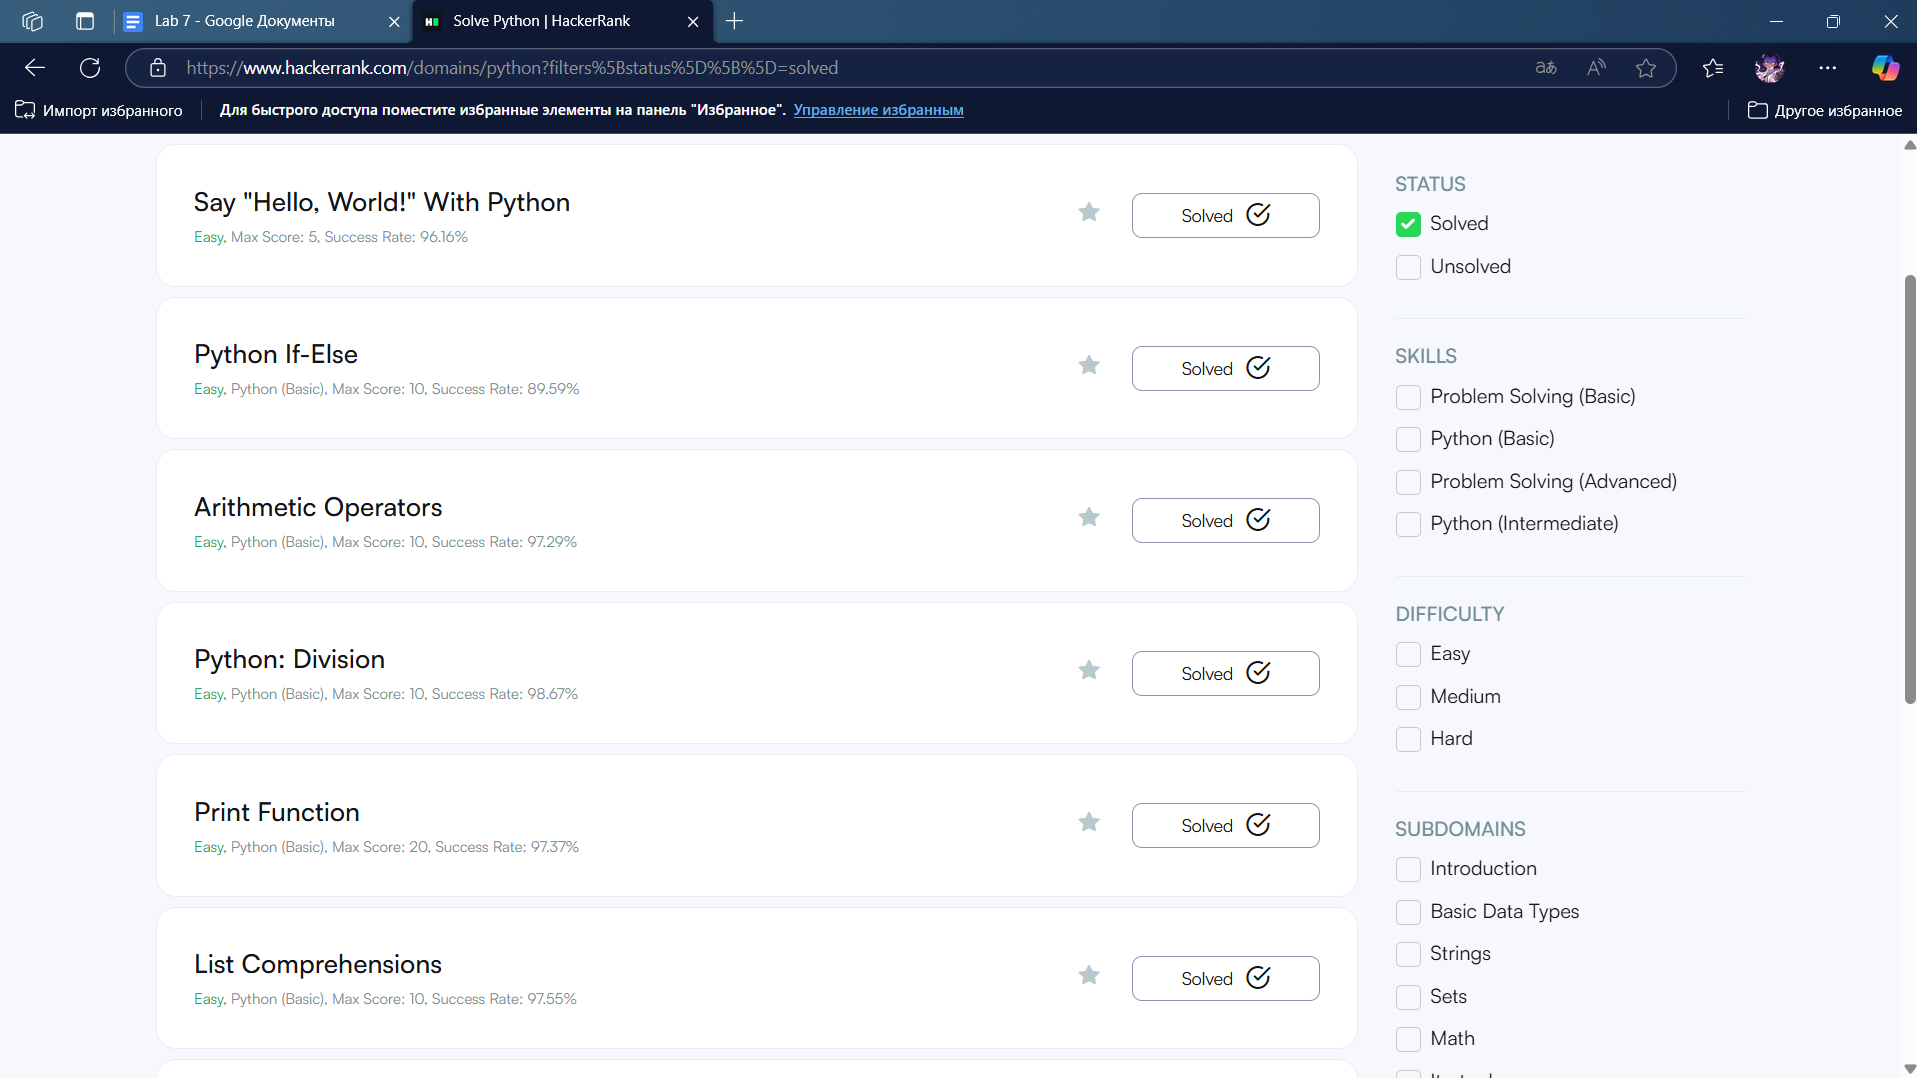 Lab 7 - Google Документы
Solve Python | HackerRank
https://www.hackerrank.com/domains/python?filters%5Bstatus%5D%5B%5D=solved
Импорт избранного
Для быстрого доступа поместите избранные элементы на панель "Избранное". Управление избранным
Другое избранное
Say "Hello, World!" With Python
Easy, Max Score: 5, Success Rate: 96.16%
Solved
Python If-Else
Easy, Python (Basic), Max Score: 10, Success Rate: 89.59%
Solved
Arithmetic Operators
Easy, Python (Basic), Max Score: 10, Success Rate: 97.29%
Solved
Python: Division
Easy, Python (Basic), Max Score: 10, Success Rate: 98.67%
Solved
Print Function
Easy, Python (Basic), Max Score: 20, Success Rate: 97.37%
Solved
List Comprehensions
Easy, Python (Basic), Max Score: 10, Success Rate: 97.55%
Solved
STATUS
Solved
Unsolved
SKILLS
Problem Solving (Basic)
Python (Basic)
Problem Solving (Advanced)
Python (Intermediate)
DIFFICULTY
Easy
Medium
Hard
SUBDOMAINS
Introduction
Basic Data Types
Strings
Sets
Math